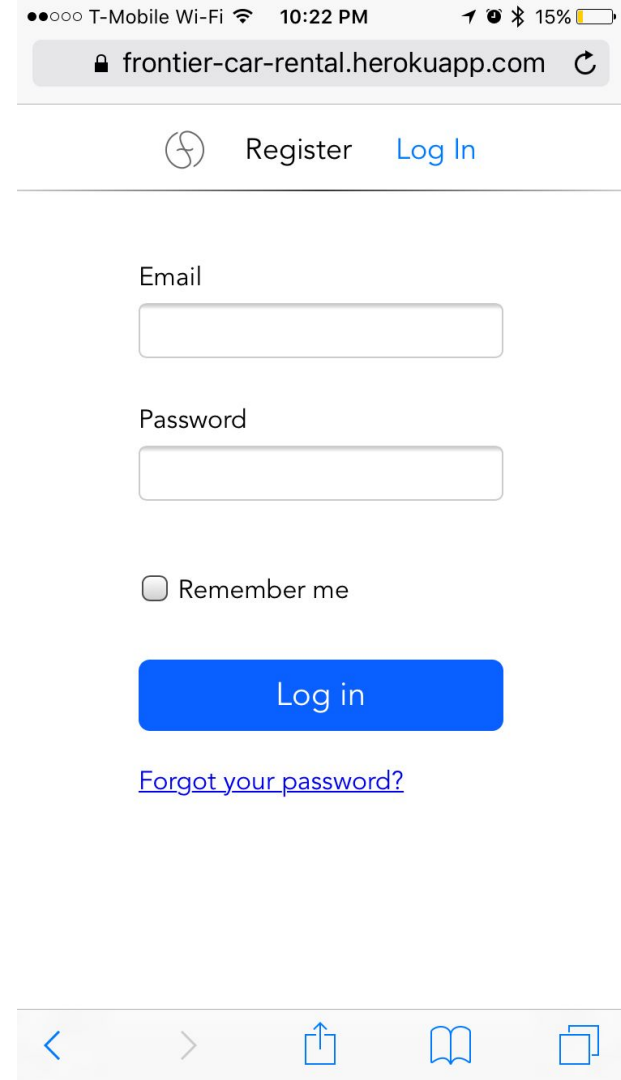 T-Mobile Wi-Fi 10:22 PM 15%
frontier-car-rental.herokuapp.com
Register Log In
Email
Password
Remember me
Log in
Forgot your password?